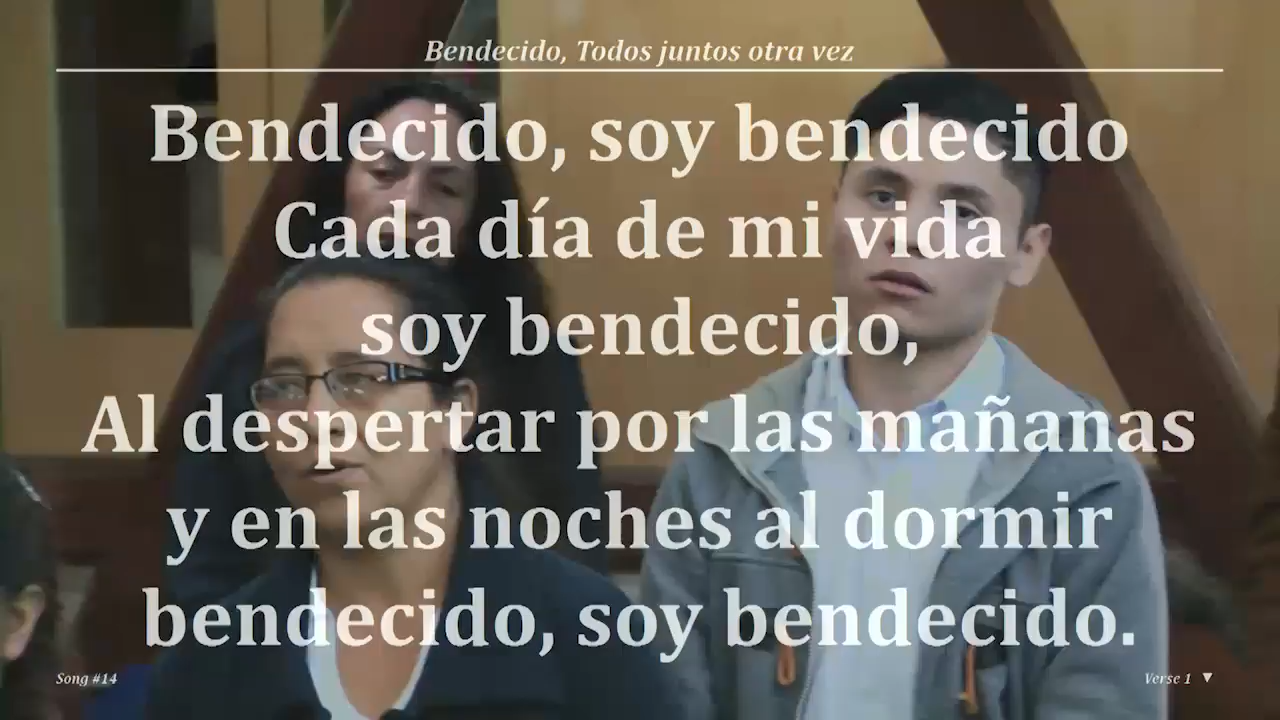 Bendecido, Todos juntos otra vez
Bendecido, soy bendecido
Cada día de mi vida
soy bendecido,
Al despertar por las mañanas
y en las noches al dormir
bendecido, soy bendecido.
Song #14
Verse 1 ▼